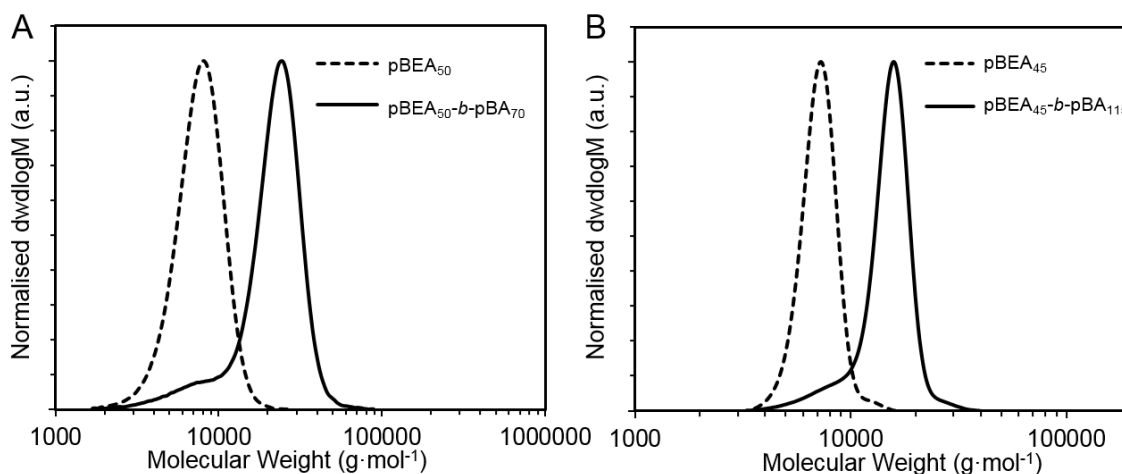 A
Normalised dwdlogM (a.u.)
pBEA₅₀
pBEA₅₀-b-pBA₇₀
1000 10000 100000 1000000
Molecular Weight (g·mol⁻¹)
B
Normalised dwdlogM (a.u.)
pBEA₄₅
pBEA₄₅-b-pBA₁₁₅
1000 10000 100000
Molecular Weight (g·mol⁻¹)